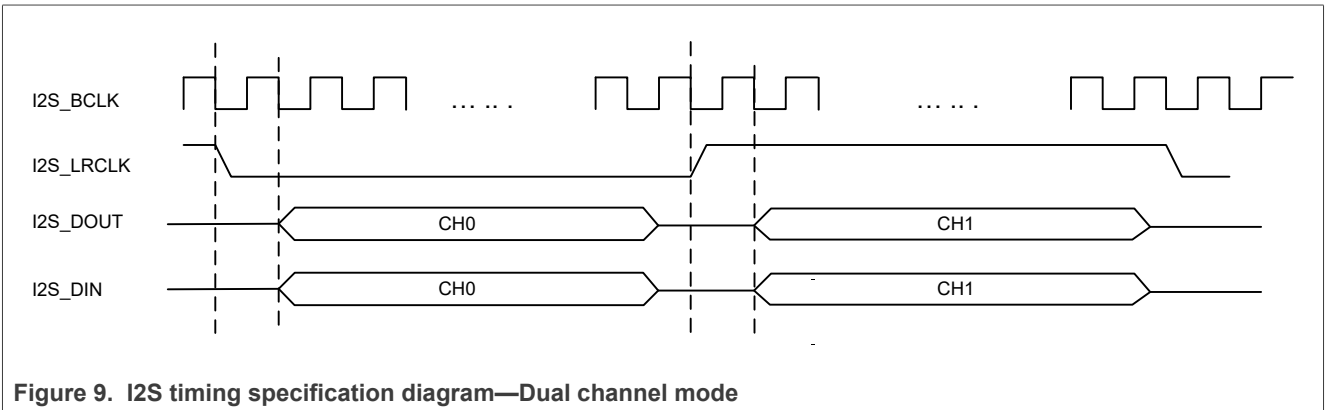 I2S_BCLK
... .. .
... .. .
I2S_LRCLK
I2S_DOUT
CH0
CH1
I2S_DIN
CH0
CH1
Figure 9. I2S timing specification diagram—Dual channel mode